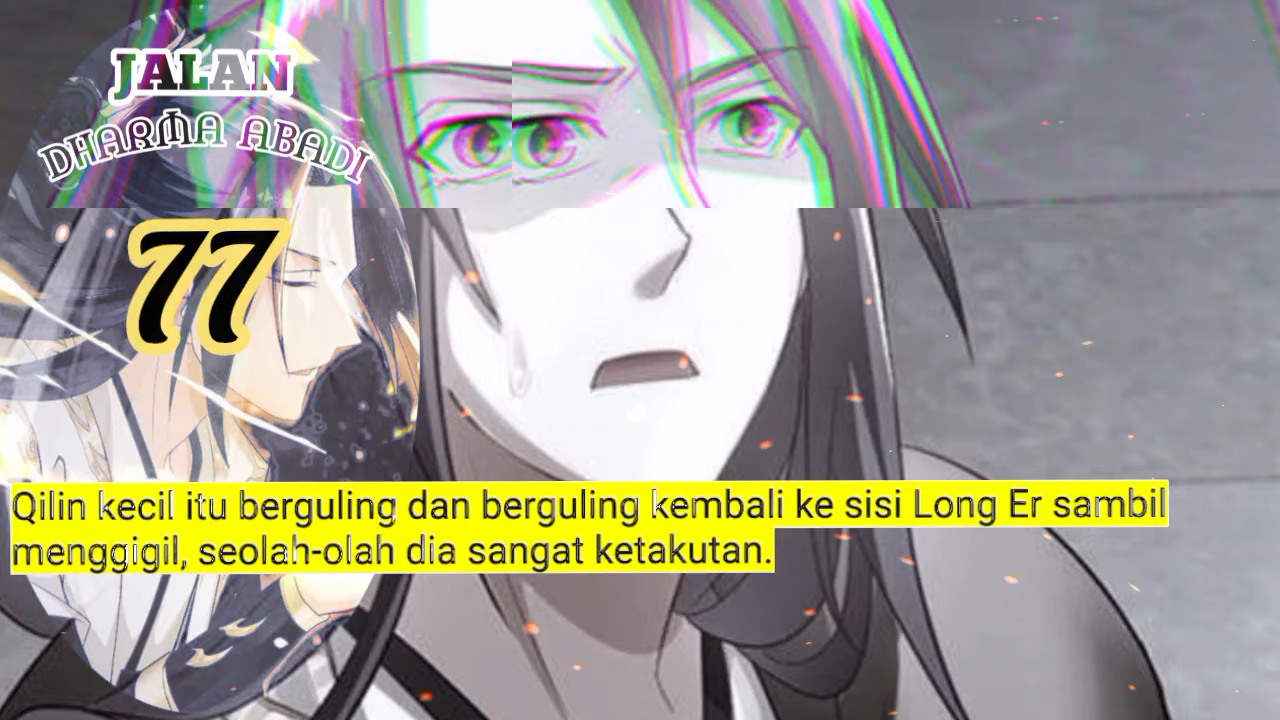 JALAN
DHARMA ABADI
77
Qilin kecil itu berguling dan berguling kembali ke sisi Long Er sambil
menggigil, seolah-olah dia sangat ketakutan.